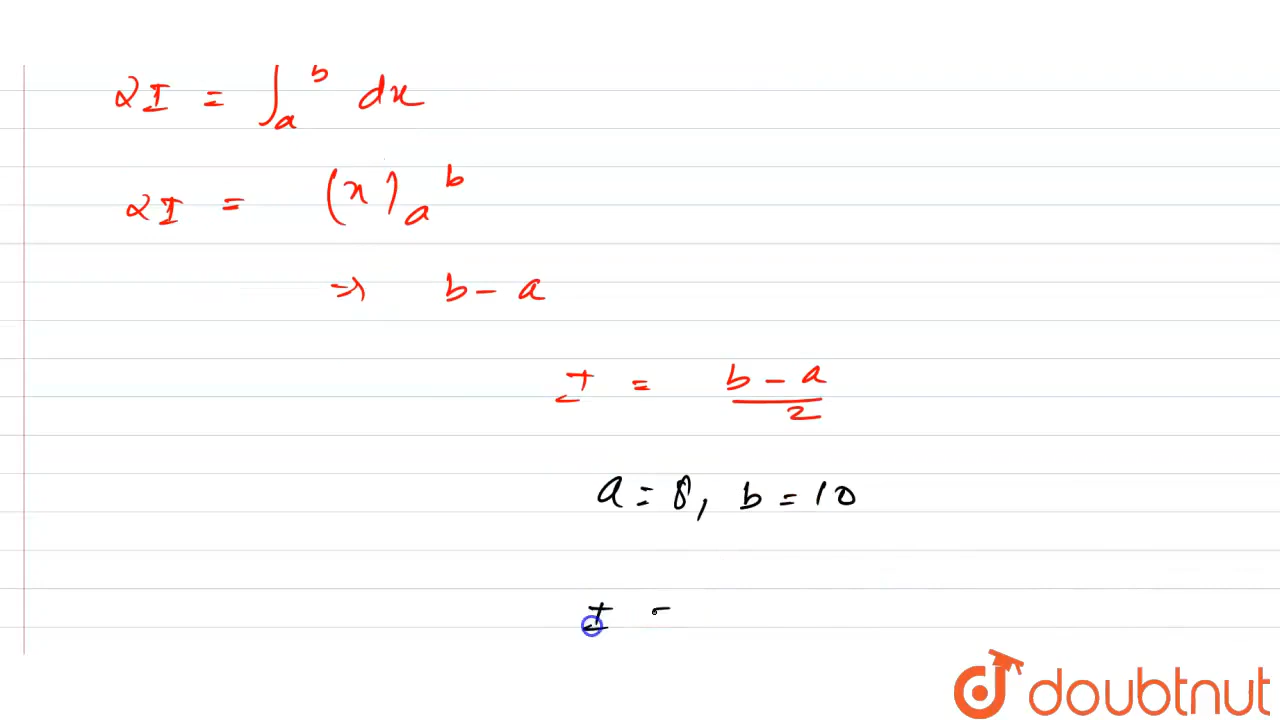 2I = ∫_a^b dx
2I = (x)_a^b
⇒ b - a
I = (b - a)/2
a = 8, b = 10
I =
doubtnut